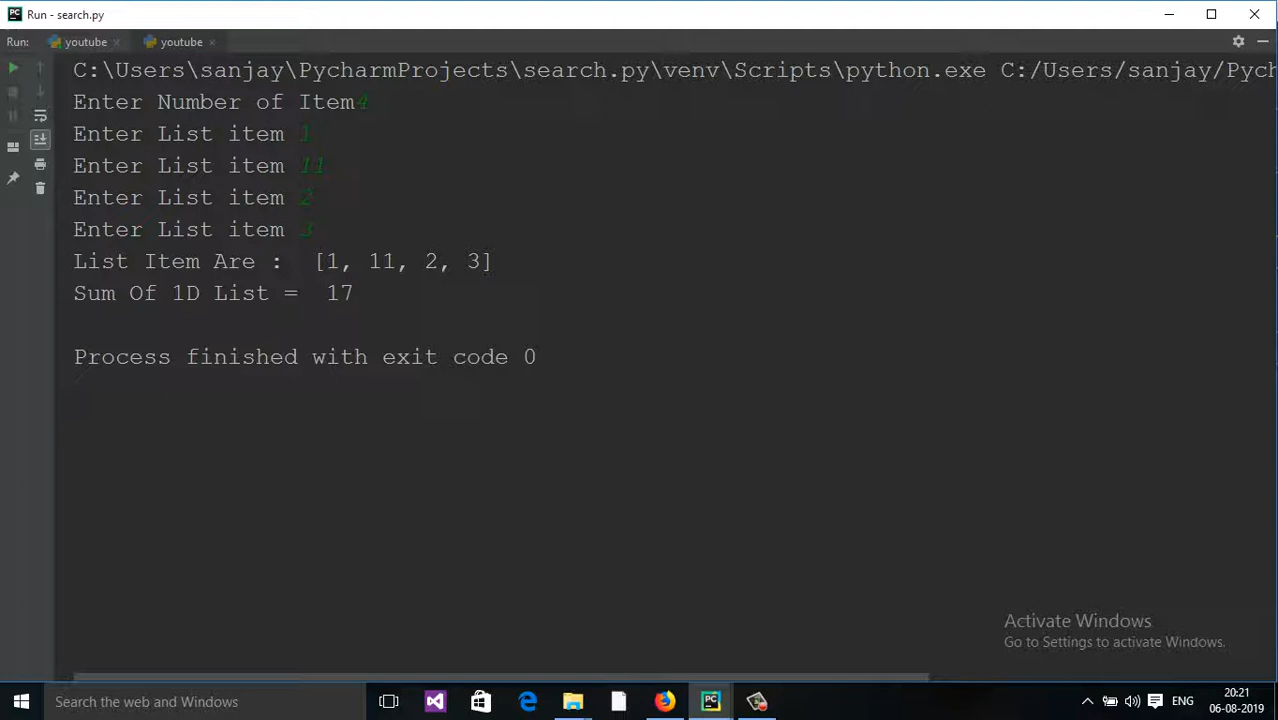 Run - search.py
Run: youtube youtube
C:\Users\sanjay\PycharmProjects\search.py\venv\Scripts\python.exe C:/Users/sanjay/Pych
Enter Number of Item4
Enter List item 1
Enter List item 11
Enter List item 2
Enter List item 3
List Item Are :  [1, 11, 2, 3]
Sum Of 1D List =  17
Process finished with exit code 0
Activate Windows
Go to Settings to activate Windows.
Search the web and Windows
ENG
20:21
06-08-2019